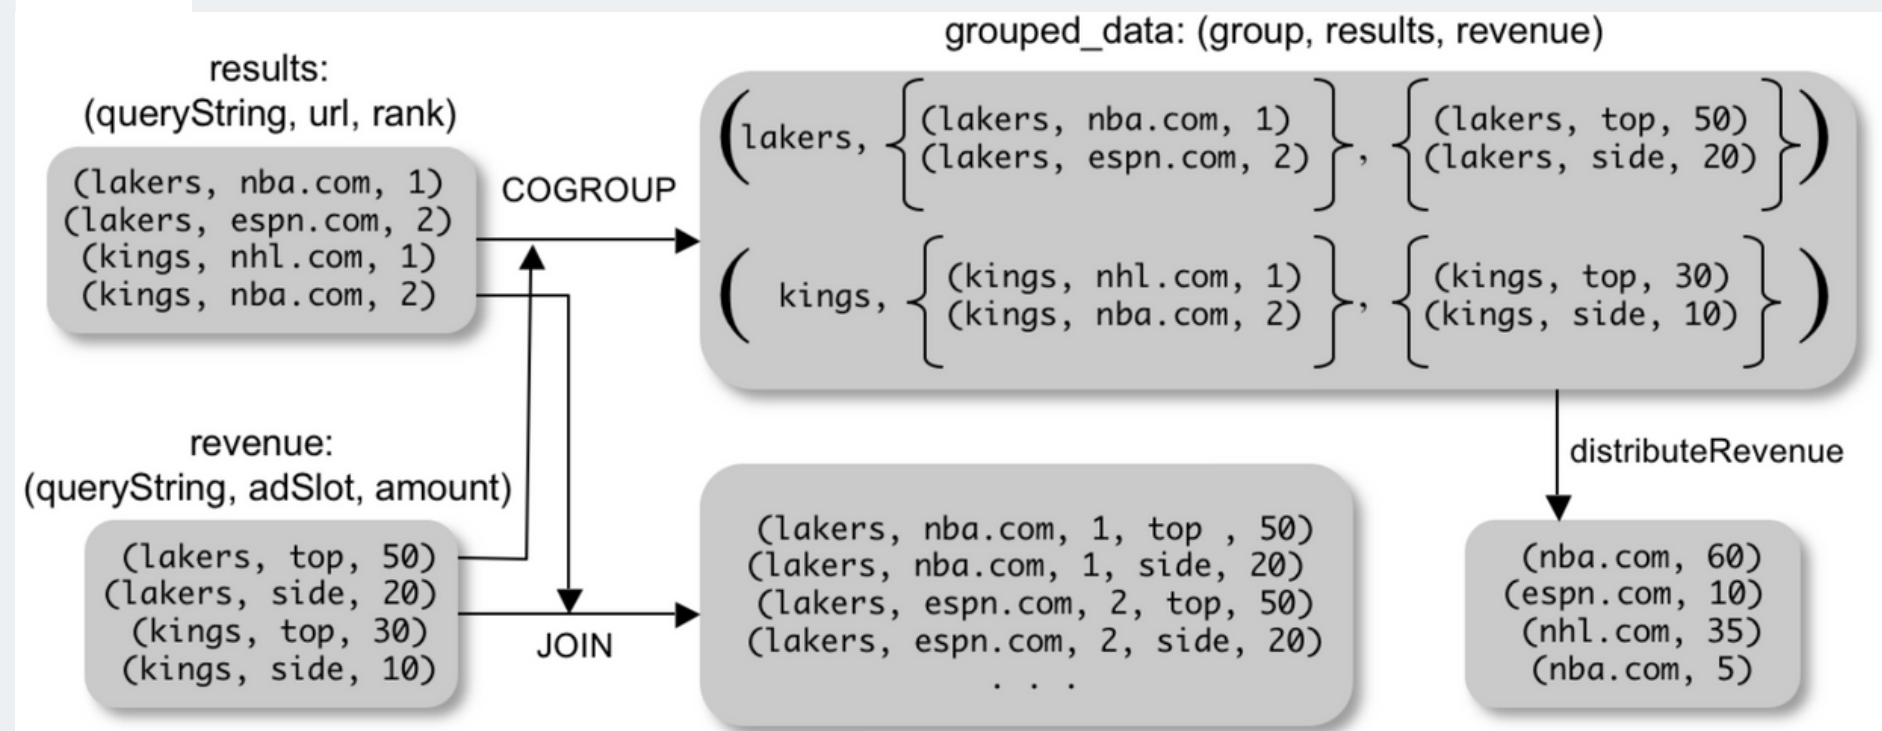 results:
(queryString, url, rank)
(lakers, nba.com, 1)
(lakers, espn.com, 2)
(kings, nhl.com, 1)
(kings, nba.com, 2)
COGROUP
grouped_data: (group, results, revenue)
(lakers, { (lakers, nba.com, 1)
(lakers, espn.com, 2) }, { (lakers, top, 50)
(lakers, side, 20) })
( kings, { (kings, nhl.com, 1)
(kings, nba.com, 2) }, { (kings, top, 30)
(kings, side, 10) } )
revenue:
(queryString, adSlot, amount)
(lakers, top, 50)
(lakers, side, 20)
(kings, top, 30)
(kings, side, 10)
JOIN
(lakers, nba.com, 1, top , 50)
(lakers, nba.com, 1, side, 20)
(lakers, espn.com, 2, top, 50)
(lakers, espn.com, 2, side, 20)
. . .
distributeRevenue
(nba.com, 60)
(espn.com, 10)
(nhl.com, 35)
(nba.com, 5)